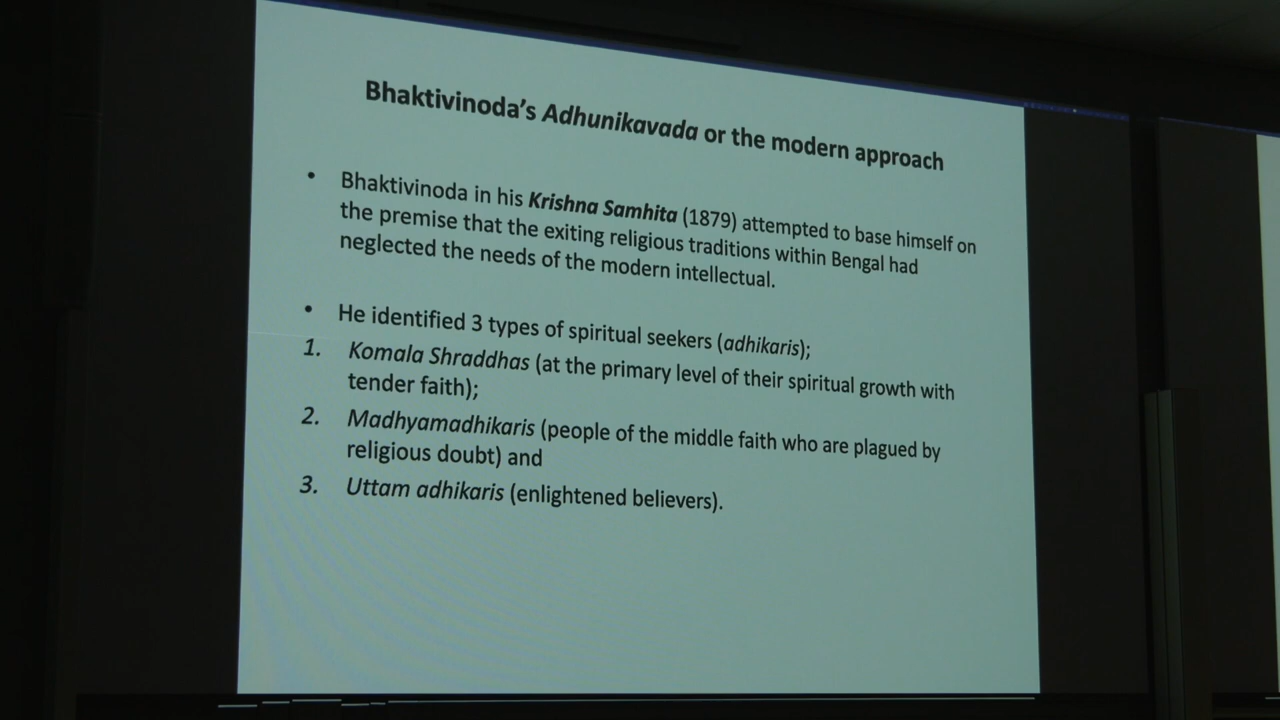 Bhaktivinoda's Adhunikavada or the modern approach
• Bhaktivinoda in his Krishna Samhita (1879) attempted to base himself on
the premise that the exiting religious traditions within Bengal had
neglected the needs of the modern intellectual.
• He identified 3 types of spiritual seekers (adhikaris);
1. Komala Shraddhas (at the primary level of their spiritual growth with
tender faith);
2. Madhyamadhikaris (people of the middle faith who are plagued by
religious doubt) and
3. Uttam adhikaris (enlightened believers).